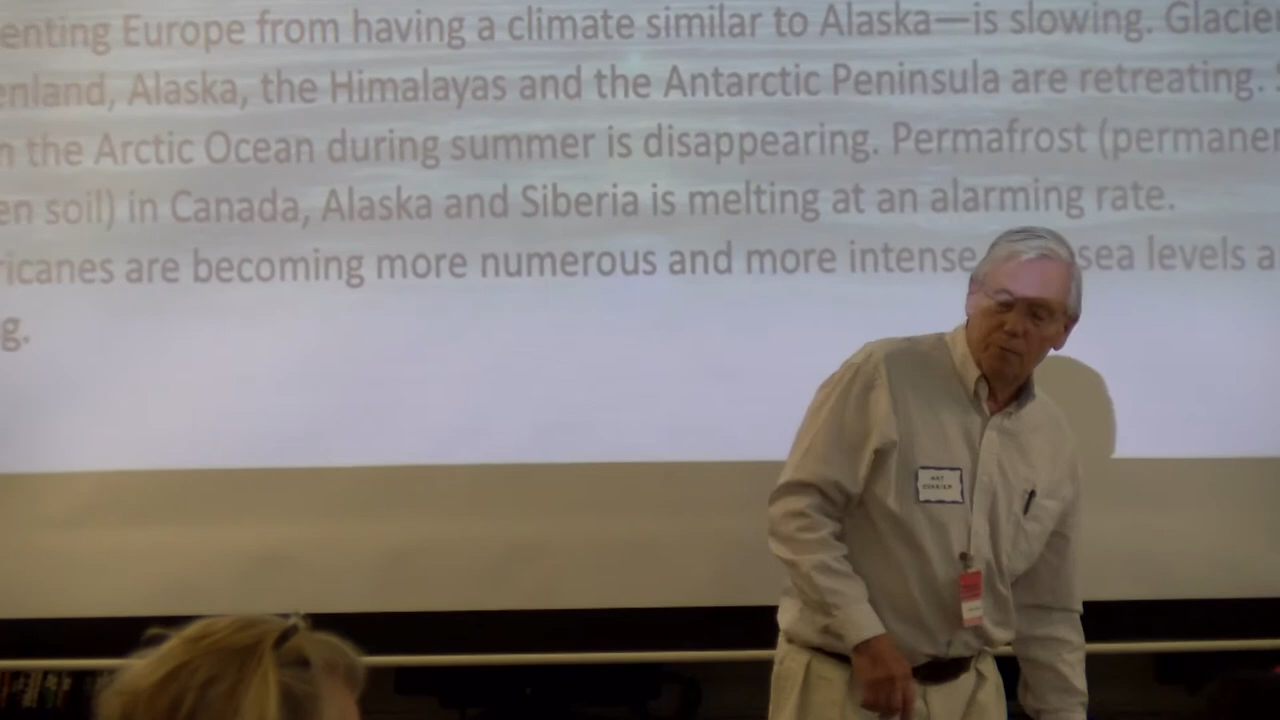 enting Europe from having a climate similar to Alaska—is slowing. Glacie
enland, Alaska, the Himalayas and the Antarctic Peninsula are retreating. S
n the Arctic Ocean during summer is disappearing. Permafrost (permane
en soil) in Canada, Alaska and Siberia is melting at an alarming rate.
ricanes are becoming more numerous and more intense sea levels a
g.
ART